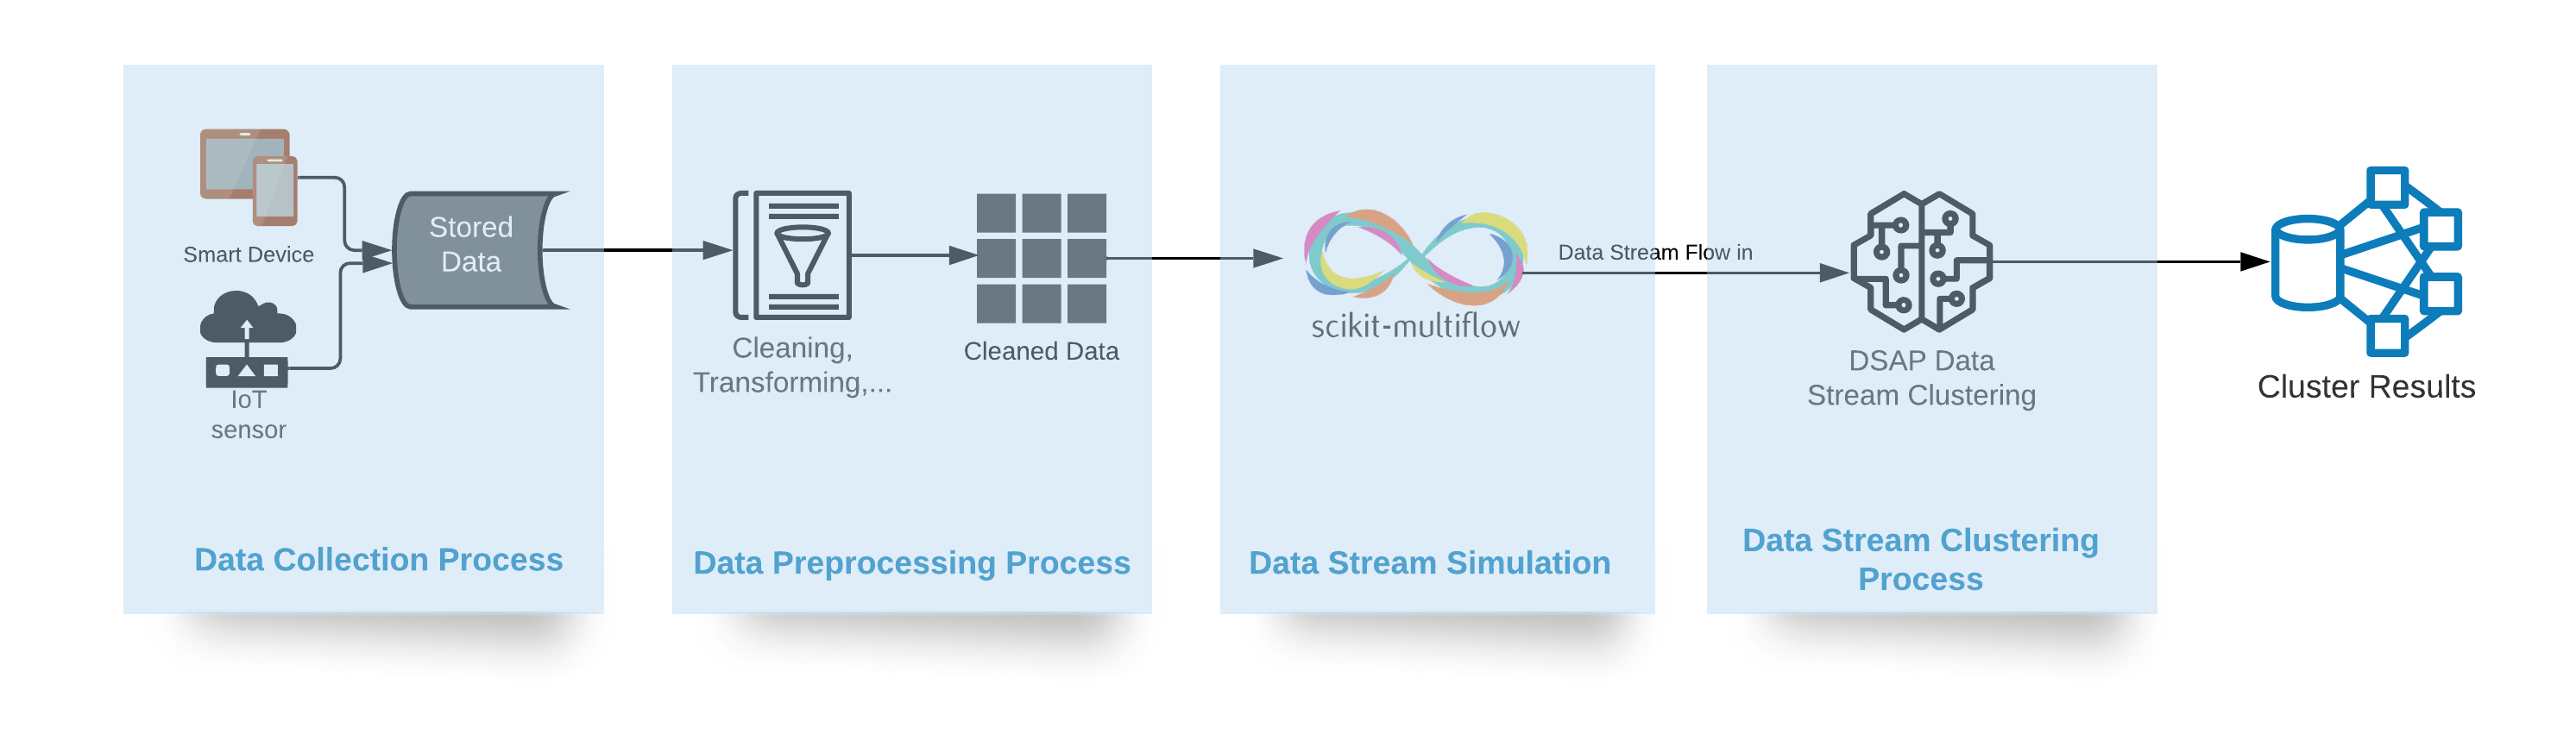 Smart Device
IoT
sensor
Stored
Data
Data Collection Process
Cleaning,
Transforming,...
Cleaned Data
Data Preprocessing Process
scikit-multiflow
Data Stream Simulation
Data Stream Flow in
DSAP Data
Stream Clustering
Data Stream Clustering
Process
Cluster Results